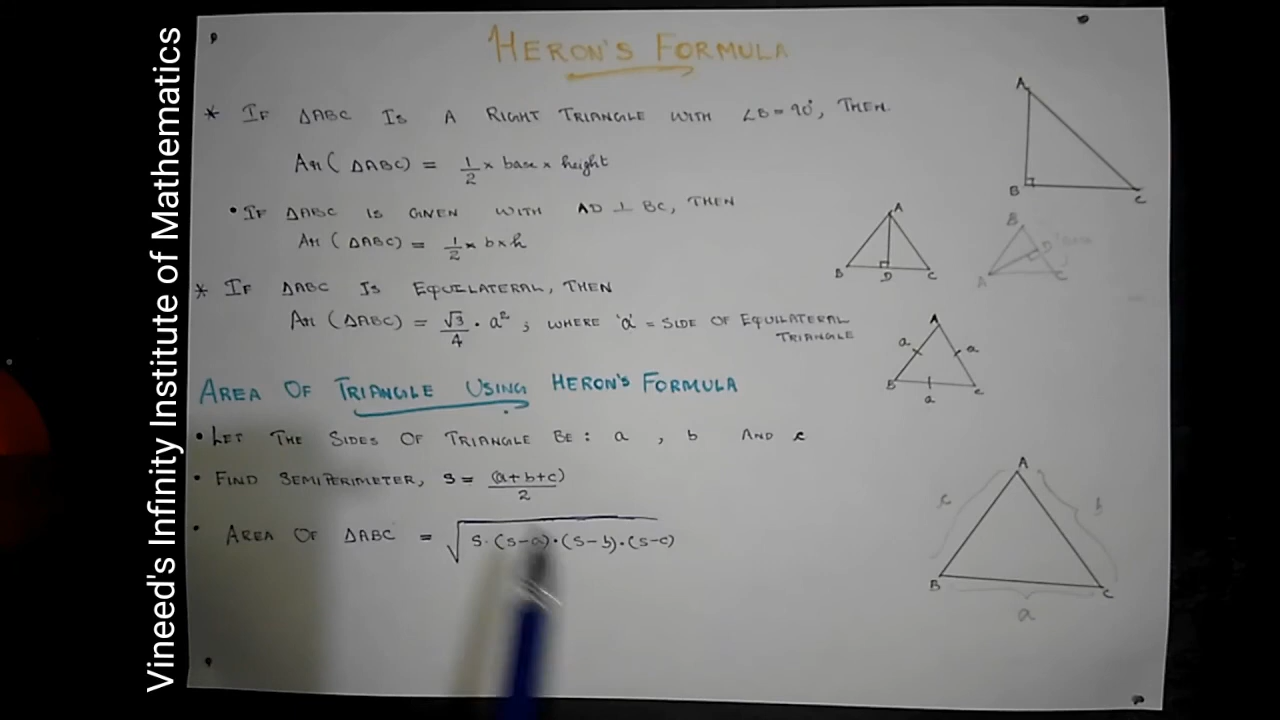 Vineed's Infinity Institute of Mathematics
HERON'S FORMULA
* IF ΔABC IS A RIGHT TRIANGLE WITH ∠B = 90°, THEN
Ar(ΔABC) = 1/2 × base × height
• IF ΔABC IS GIVEN WITH AD ⊥ BC, THEN
Ar (ΔABC) = 1/2 × b × h
* IF ΔABC IS EQUILATERAL, THEN
Ar (ΔABC) = √3/4 · a² ; WHERE 'a' = SIDE OF EQUILATERAL
TRIANGLE
AREA OF TRIANGLE USING HERON'S FORMULA
• LET THE SIDES OF TRIANGLE BE : a , b AND c
• FIND SEMIPERIMETER, S = (a+b+c)/2
• AREA OF ΔABC = √S·(S-a)·(S-b)·(S-c)
A
B
C
A
B
D
C
B
D
A
C
A
a
a
B
C
a
A
c
b
B
C
a